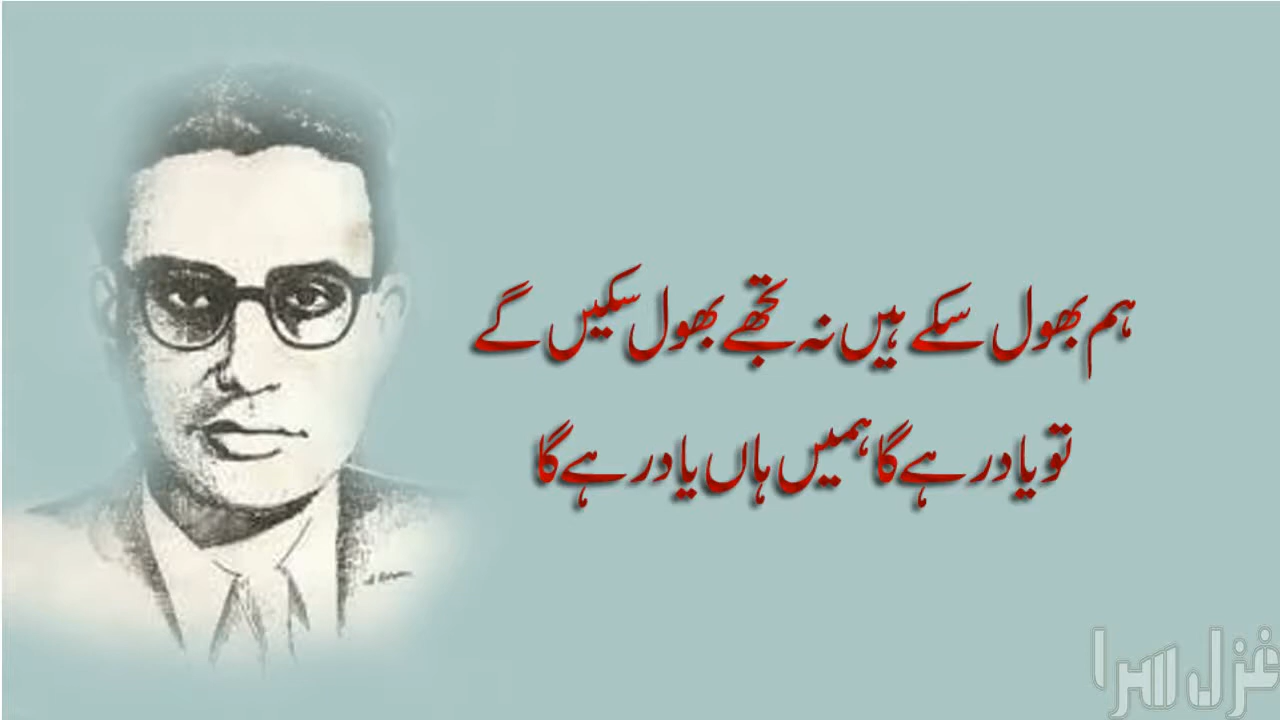 ہم بھول سکے ہیں نہ تجھے بھول سکیں گے
تو یاد رہے گا ہمیں ہاں یاد رہے گا
غزل سرا